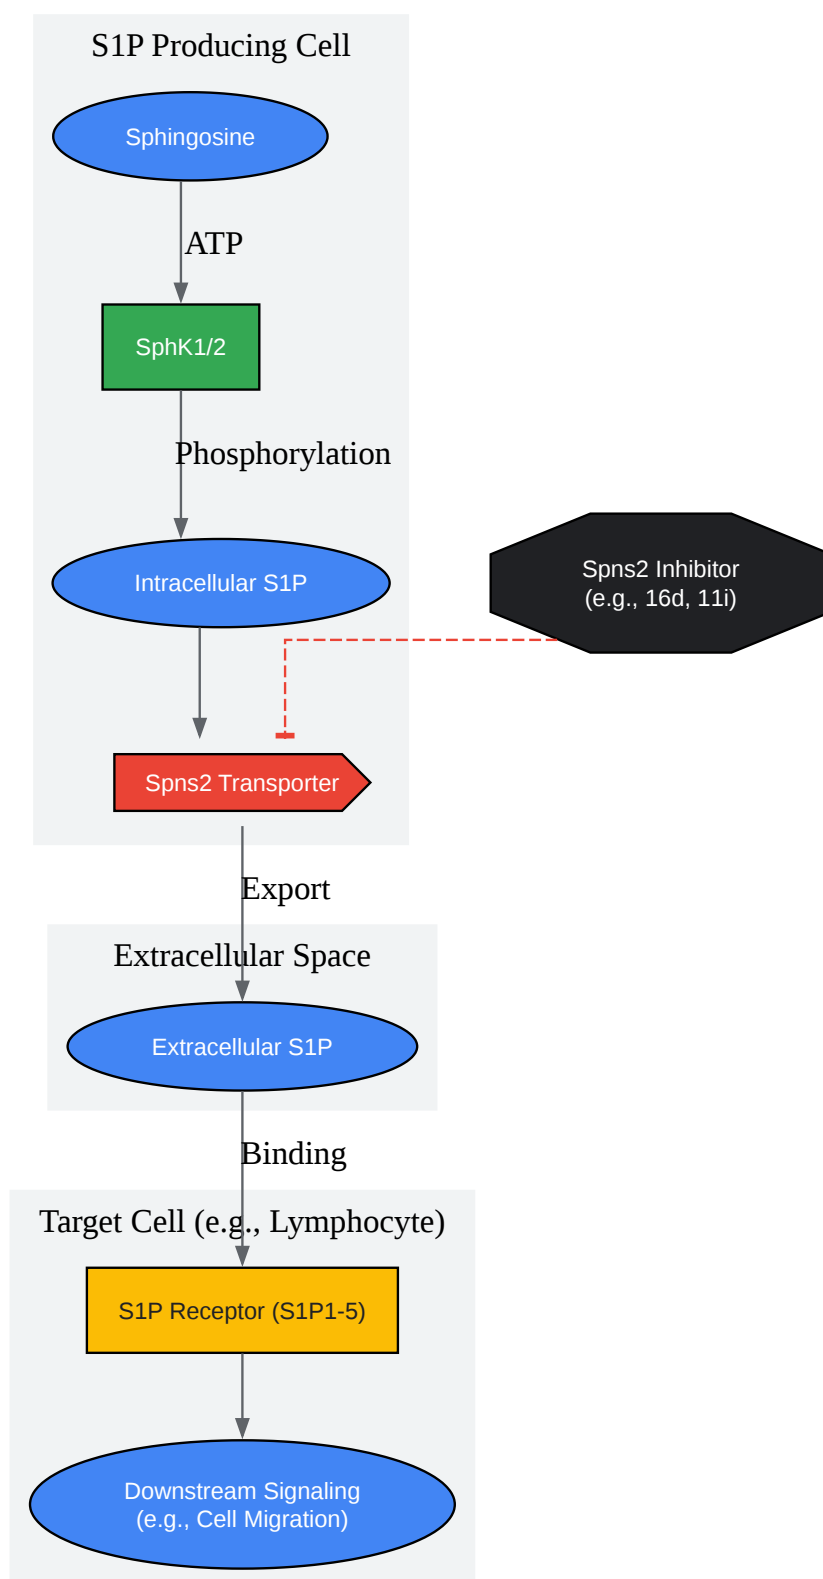 S1P Producing Cell
Sphingosine
ATP
SphK1/2
Phosphorylation
Intracellular S1P
Spns2 Inhibitor
(e.g., 16d, 11i)
Spns2 Transporter
Export
Extracellular Space
Extracellular S1P
Binding
Target Cell (e.g., Lymphocyte)
S1P Receptor (S1P1-5)
Downstream Signaling
(e.g., Cell Migration)